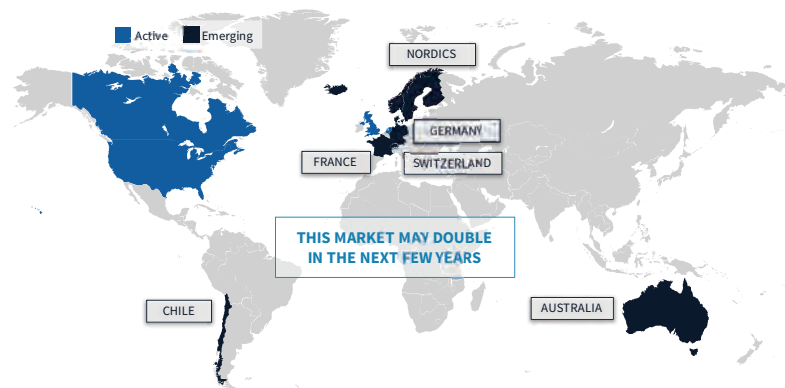 Active
Emerging
NORDICS
GERMANY
FRANCE
SWITZERLAND
THIS MARKET MAY DOUBLE
IN THE NEXT FEW YEARS
CHILE
AUSTRALIA